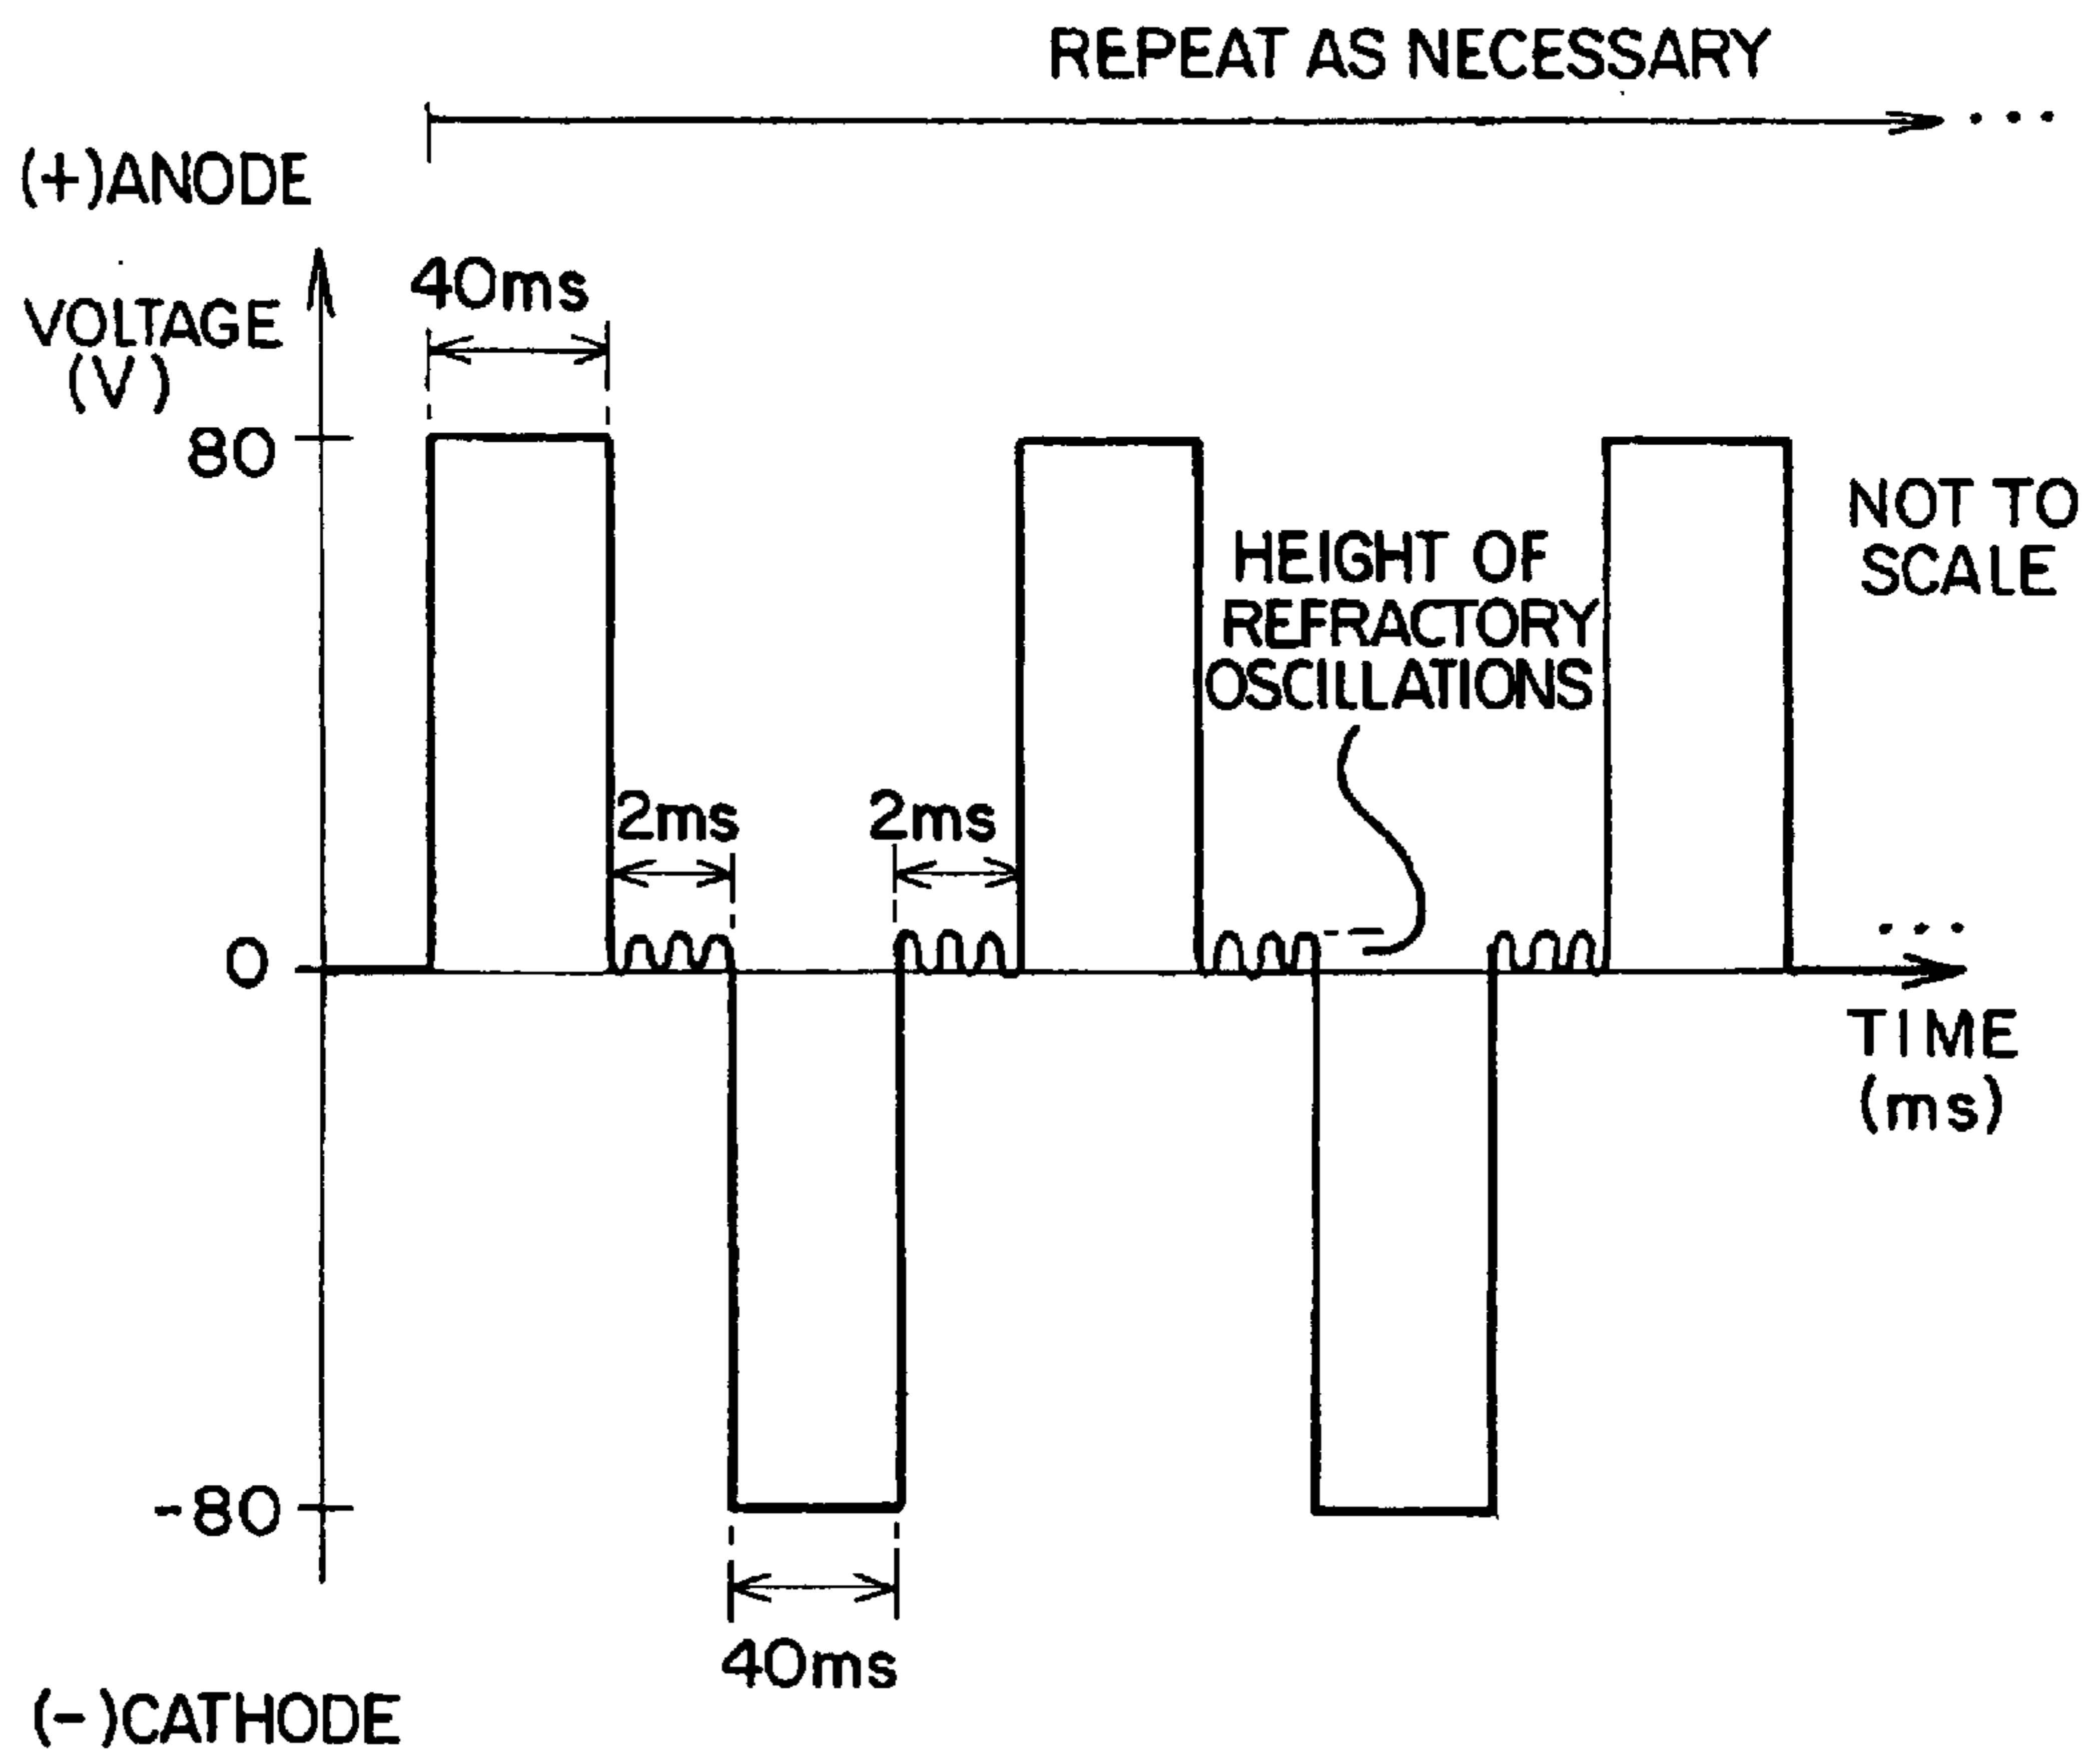 REPEAT AS NECESSARY
...
(+)ANODE
VOLTAGE
(V)
40ms
80
NOT TO
SCALE
HEIGHT OF
REFRACTORY
OSCILLATIONS
2ms
2ms
...
0
TIME
(ms)
-80
40ms
(-)CATHODE